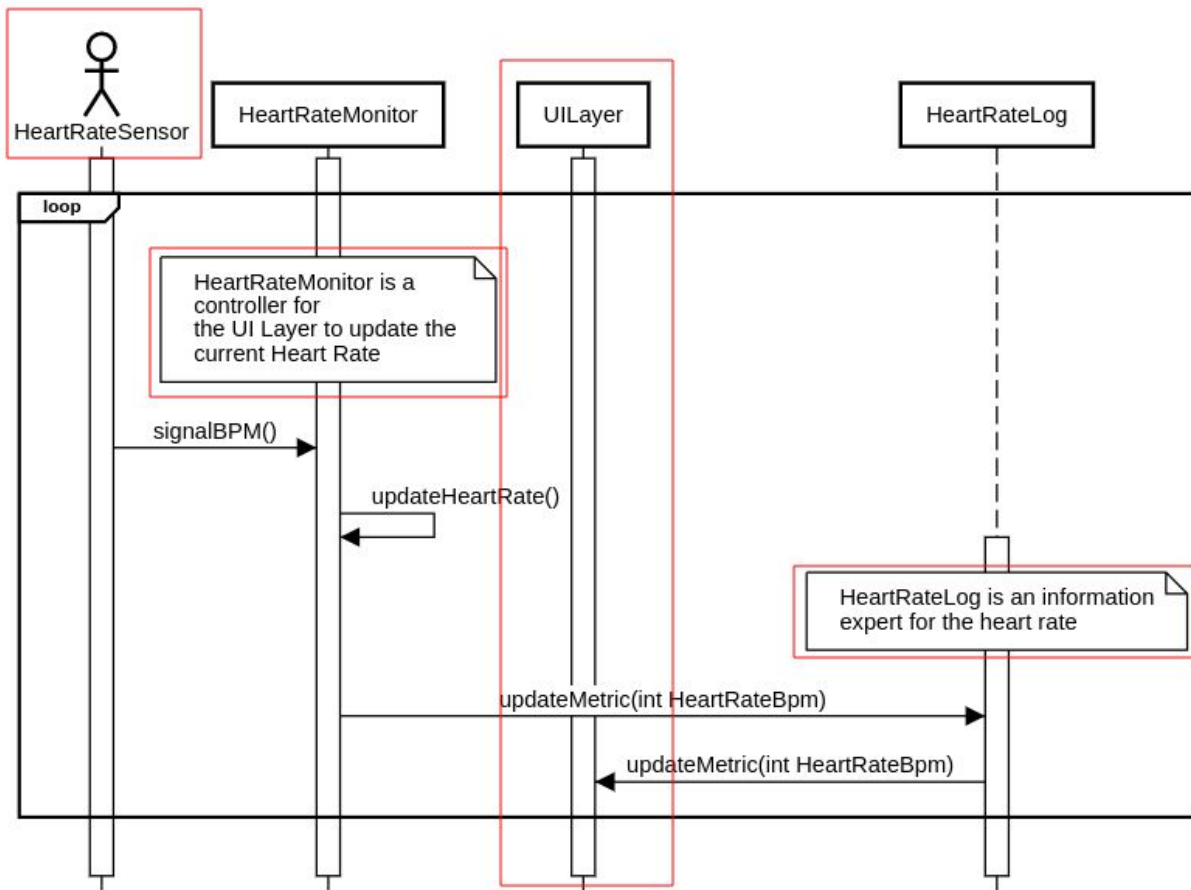 HeartRateSensor
HeartRateMonitor
UILayer
HeartRateLog
loop
HeartRateMonitor is a
controller for
the UI Layer to update the
current Heart Rate
signalBPM()
updateHeartRate()
HeartRateLog is an information
expert for the heart rate
updateMetric(int HeartRateBpm)
updateMetric(int HeartRateBpm)